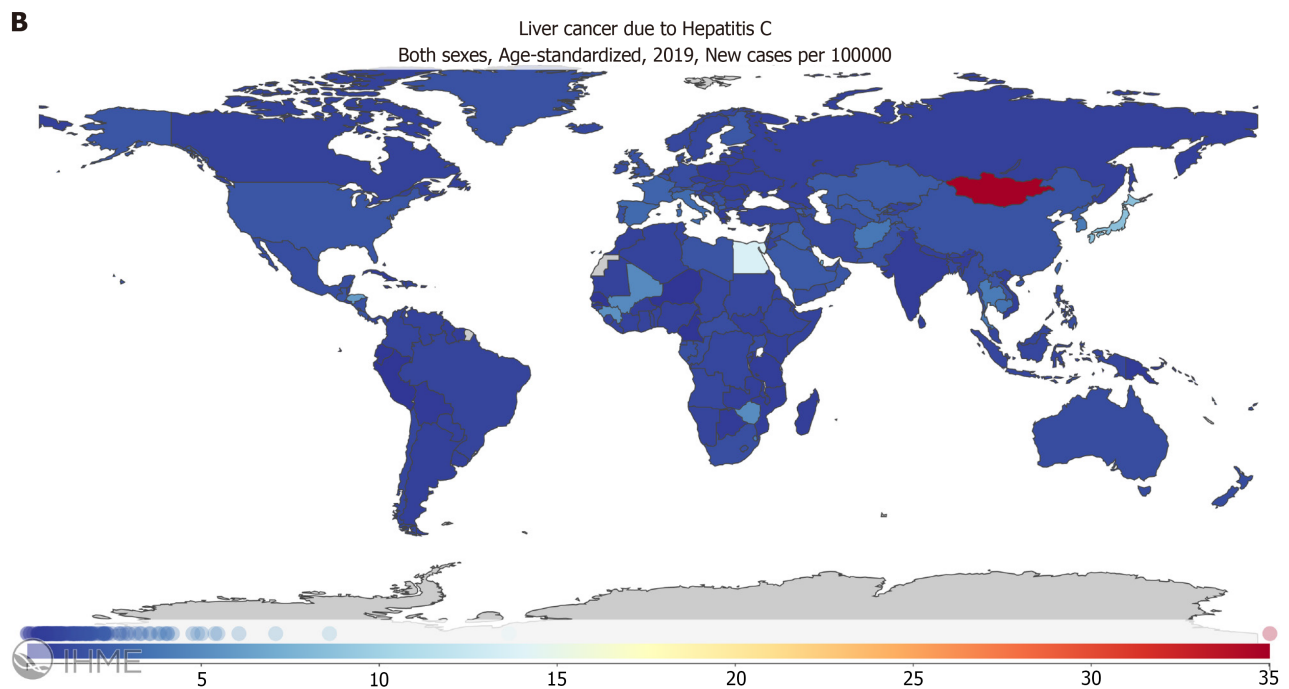 B
Liver cancer due to Hepatitis C
Both sexes, Age-standardized, 2019, New cases per 100000
IHME
5 10 15 20 25 30 35